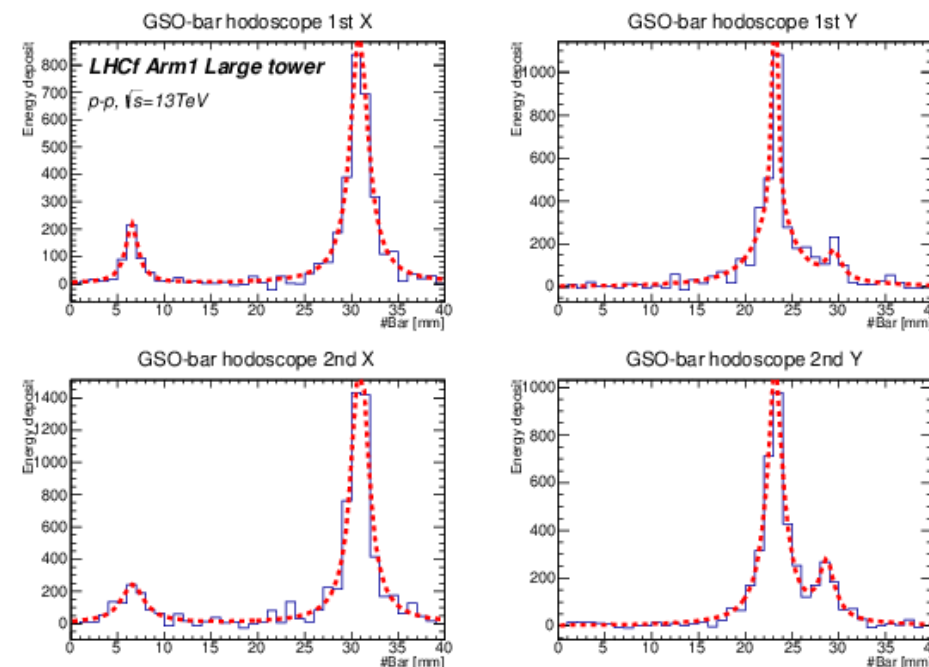 GSO-bar hodoscope 1st X
Energy deposit
800
700
600
500
400
300
200
100
0
LHCf Arm1 Large tower
p-p, √s=13TeV
0 5 10 15 20 25 30 35 40
#Bar [mm]
GSO-bar hodoscope 1st Y
Energy deposit
1000
800
600
400
200
0
0 5 10 15 20 25 30 35 40
#Bar [mm]
GSO-bar hodoscope 2nd X
Energy deposit
1400
1200
1000
800
600
400
200
0
0 5 10 15 20 25 30 35 40
#Bar [mm]
GSO-bar hodoscope 2nd Y
Energy deposit
1000
800
600
400
200
0
0 5 10 15 20 25 30 35 40
#Bar [mm]